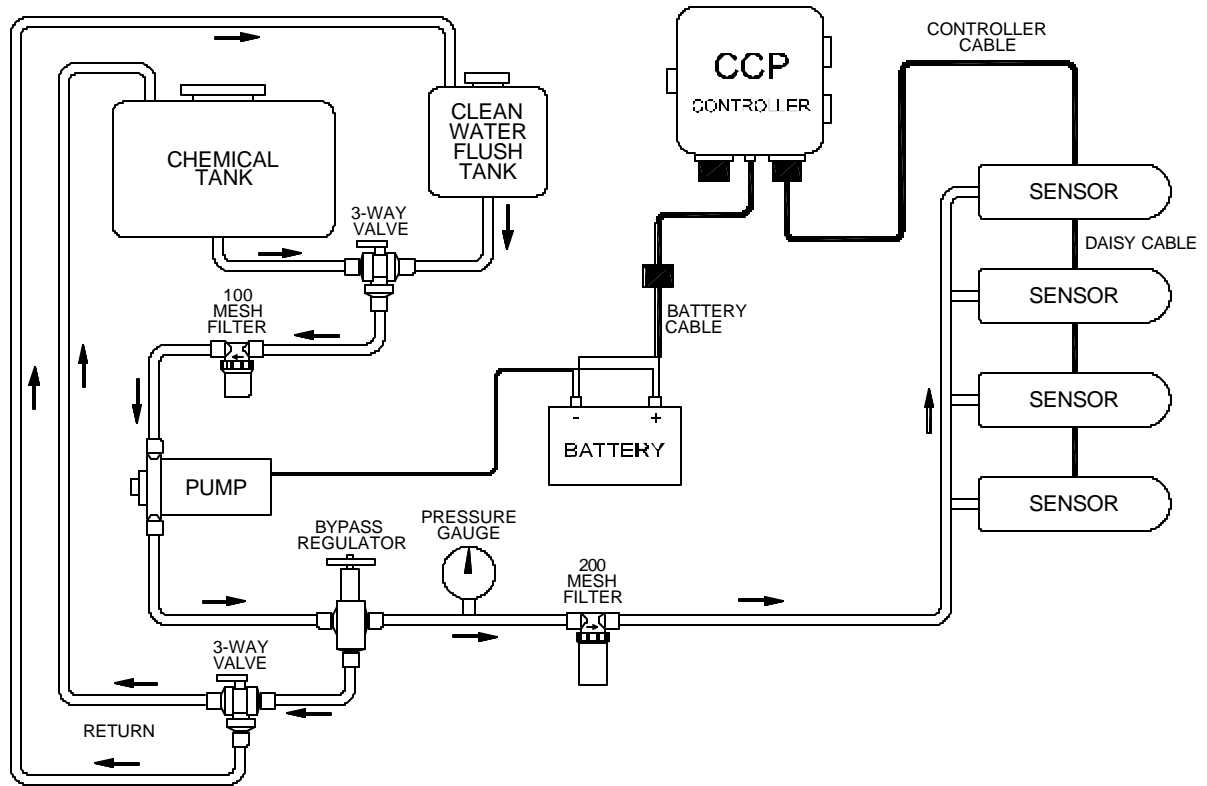 CONTROLLER
CABLE
CCP
CONTROLLER
CHEMICAL
TANK
CLEAN
WATER
FLUSH
TANK
3-WAY
VALVE
SENSOR
DAISY CABLE
SENSOR
SENSOR
SENSOR
100
MESH
FILTER
BATTERY
CABLE
- +
BATTERY
PUMP
BYPASS
REGULATOR
PRESSURE
GAUGE
200
MESH
FILTER
3-WAY
VALVE
RETURN